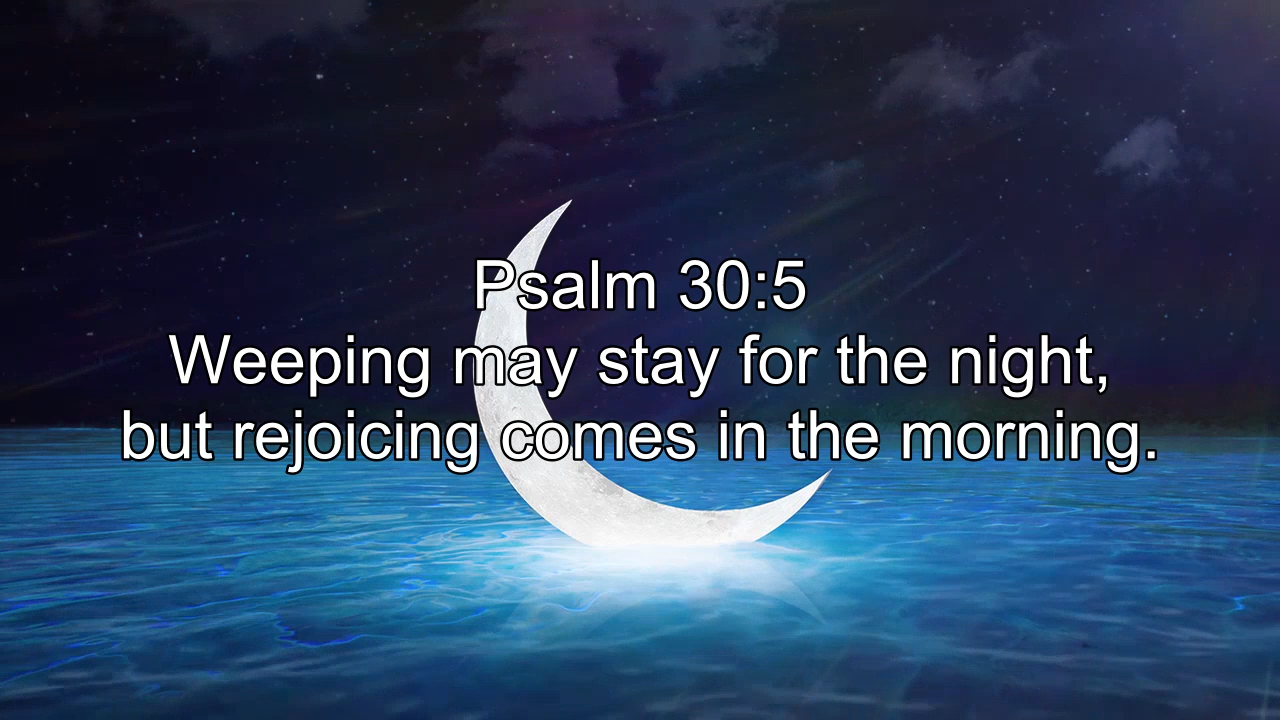 Psalm 30:5
Weeping may stay for the night,
but rejoicing comes in the morning.